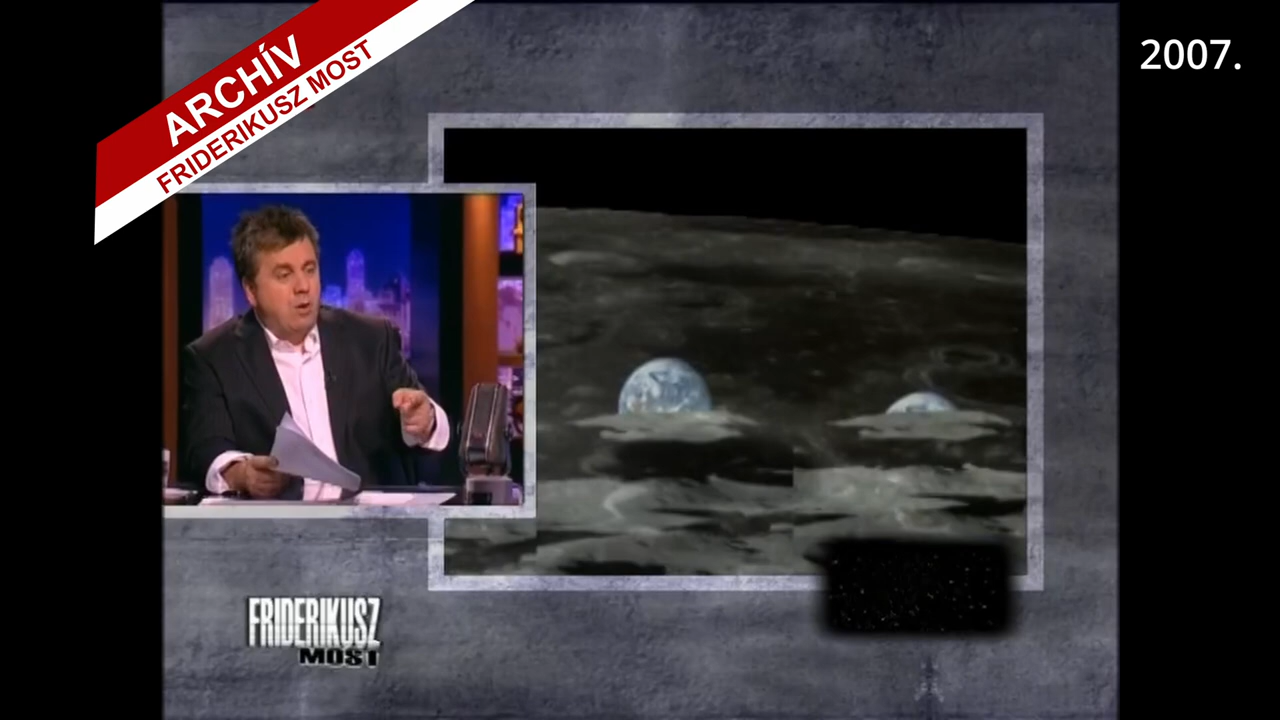 ARCHÍV
FRIDERIKUSZ MOST
2007.
FRIDERIKUSZ
MOST